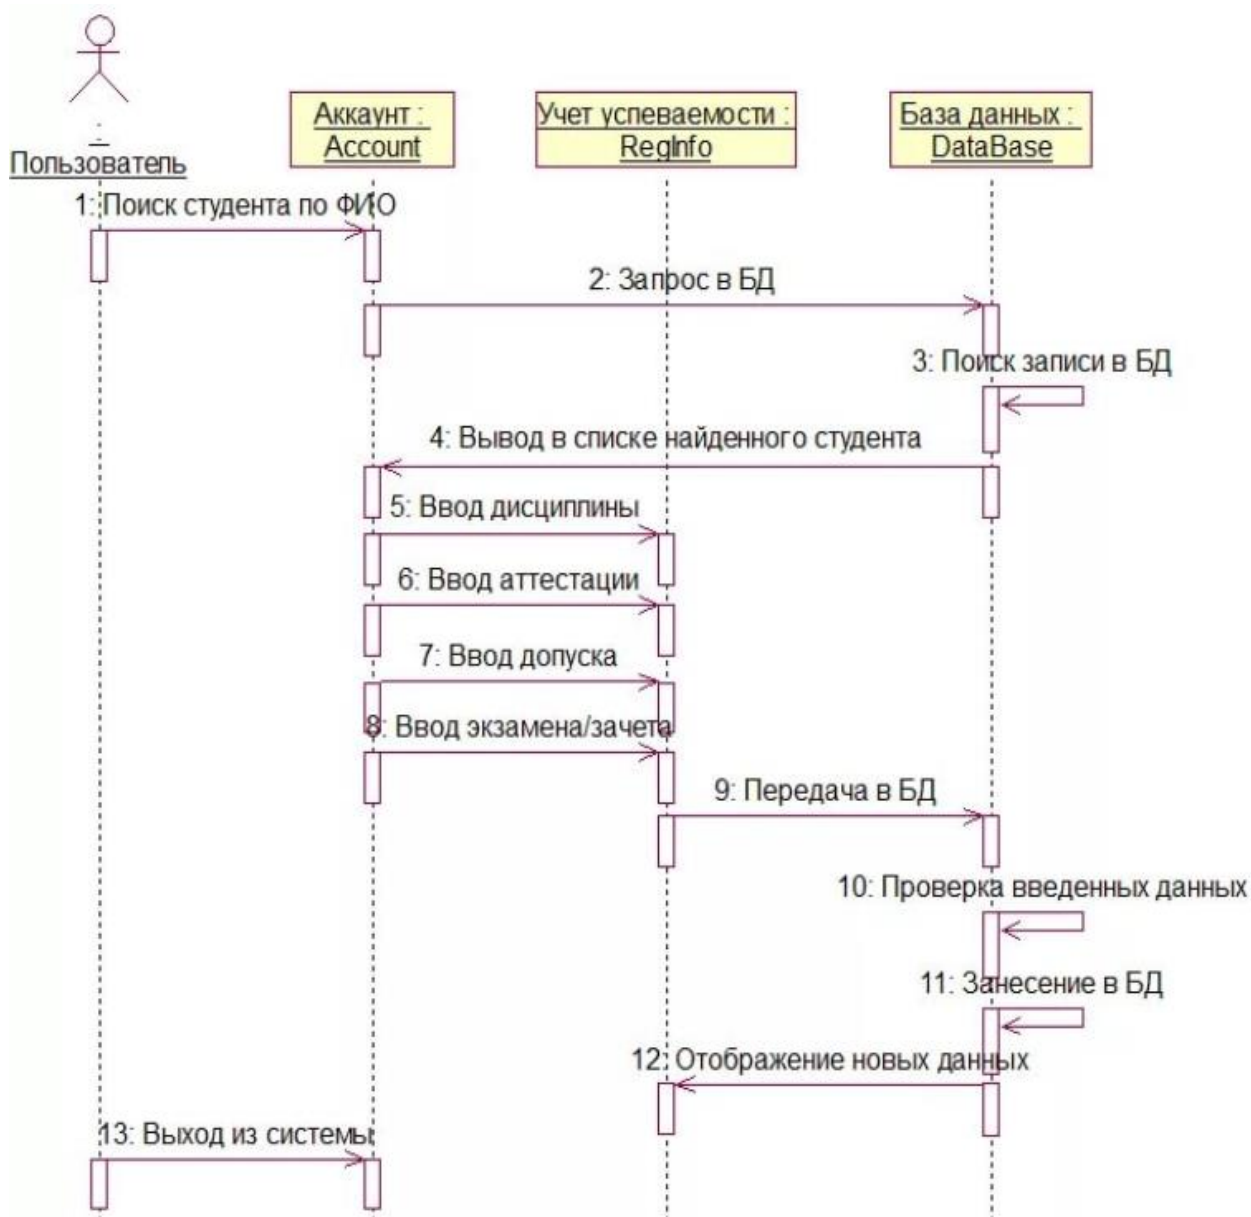 Аккаунт :
Account
Учет успеваемости :
RegInfo
База данных :
DataBase
:
Пользователь
1: Поиск студента по ФИО
2: Запрос в БД
3: Поиск записи в БД
4: Вывод в списке найденного студента
5: Ввод дисциплины
6: Ввод аттестации
7: Ввод допуска
8: Ввод экзамена/зачета
9: Передача в БД
10: Проверка введенных данных
11: Занесение в БД
12: Отображение новых данных
13: Выход из системы